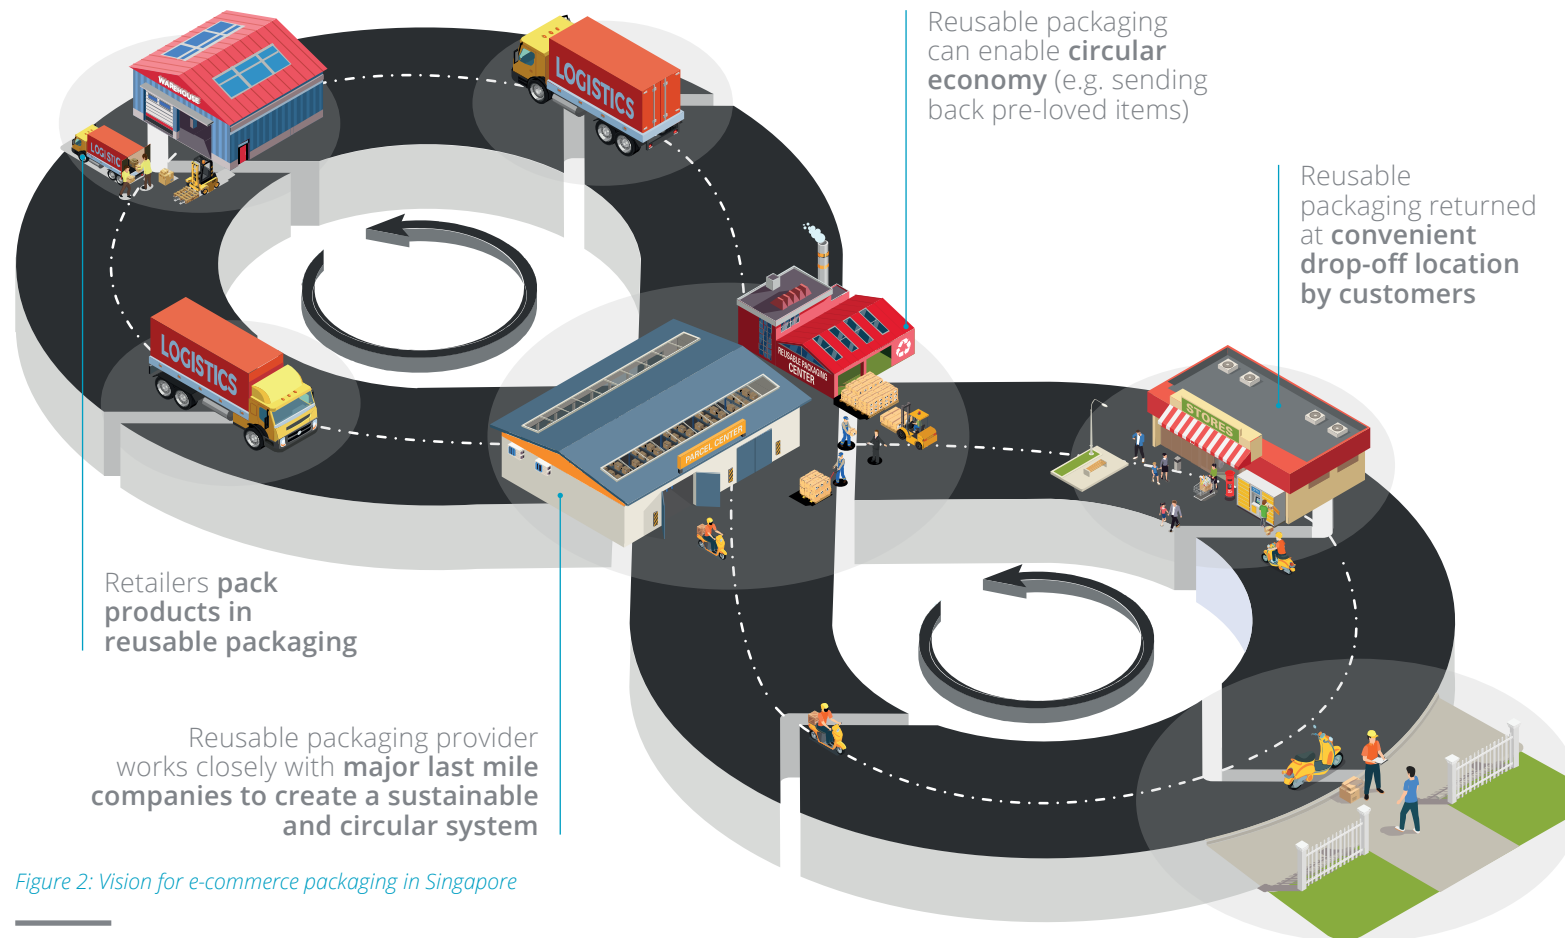 Reusable packaging
can enable circular
economy (e.g. sending
back pre-loved items)
WAREHOUSE
LOGISTICS
LOGISTIC
Reusable
packaging returned
at convenient
drop-off location
by customers
LOGISTICS
REUSABLE PACKAGING
CENTER
STORES
PARCEL CENTER
Retailers pack
products in
reusable packaging
Reusable packaging provider
works closely with major last mile
companies to create a sustainable
and circular system
Figure 2: Vision for e-commerce packaging in Singapore